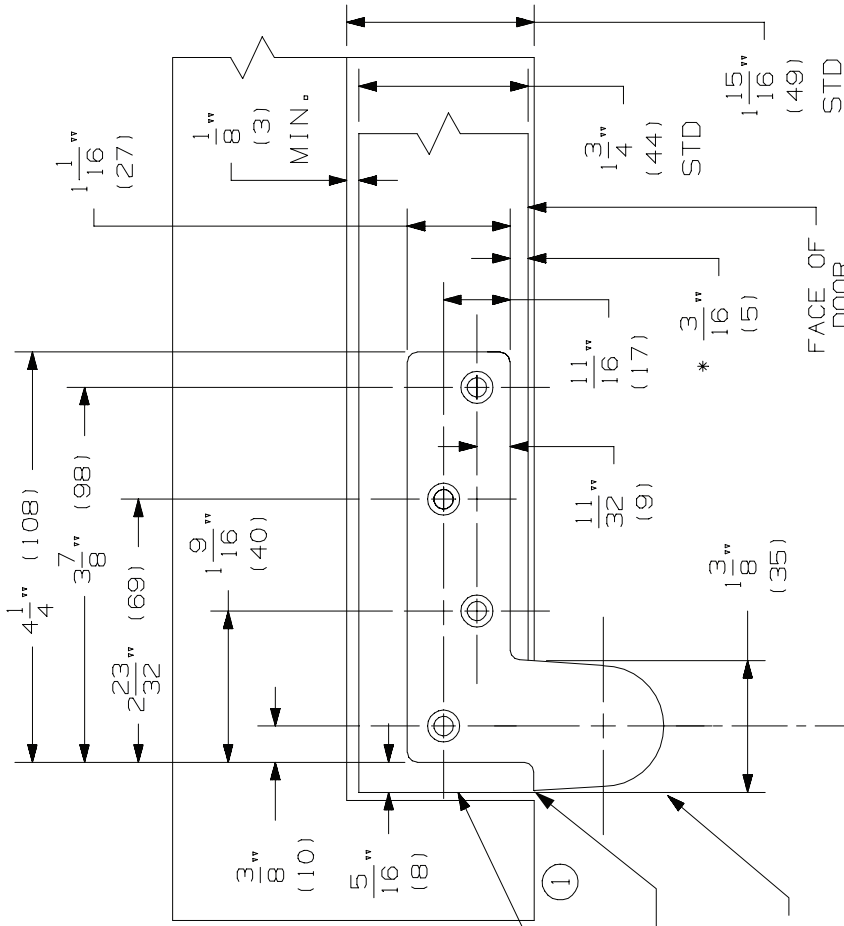 4 1/4" (108)
3 7/8" (98)
2 23/32" (69)
1 9/16"
(40)
3/8"
(10)
5/16"
(8)
1
1 1/16"
(27)
1/8"
(3)
MIN.
11/16"
(17)
11/32"
(9)
* 3/16"
(5)
1 3/8"
(35)
1 3/4"
(44)
STD
1 15/16"
(49)
STD
FACE OF
DOOR